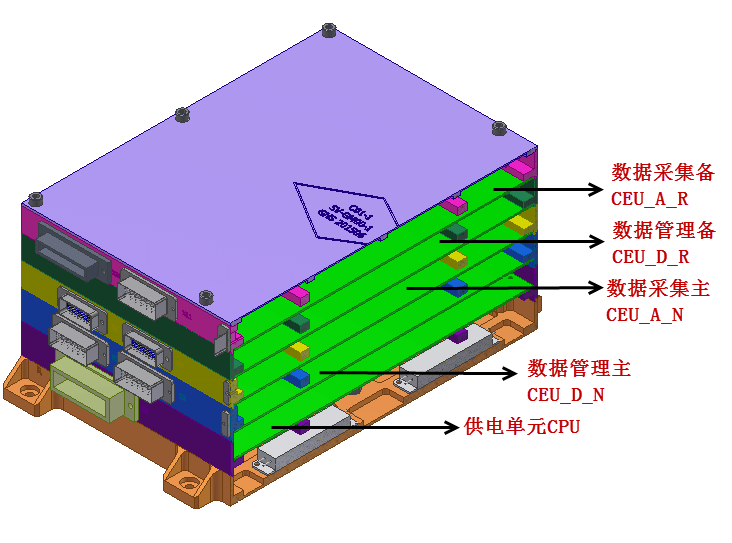 数据采集备
CEU_A_R
数据管理备
CEU_D_R
数据采集主
CEU_A_N
数据管理主
CEU_D_N
供电单元CPU